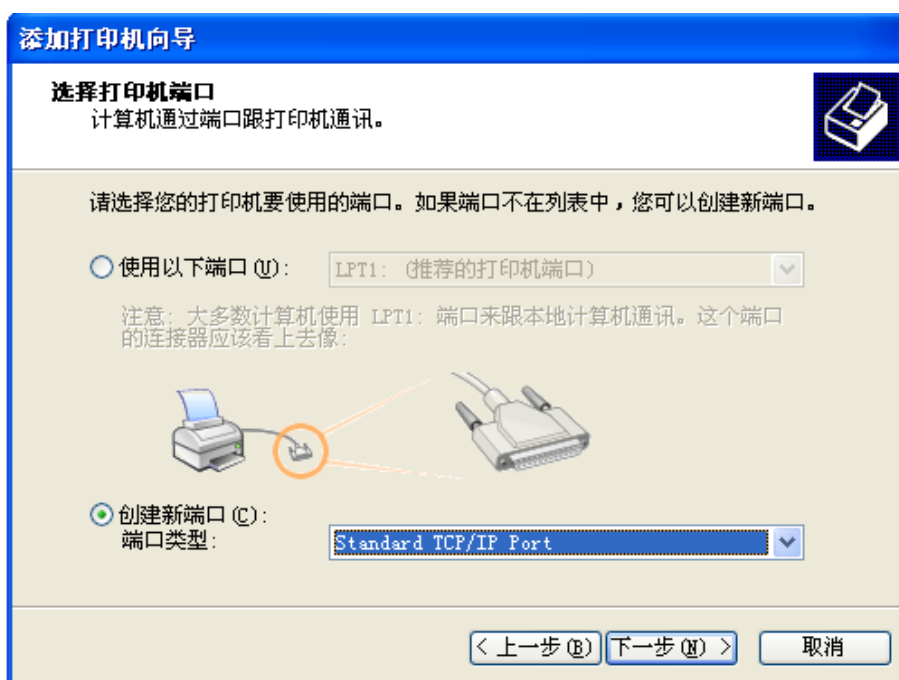 添加打印机向导
选择打印机端口
计算机通过端口跟打印机通讯。
请选择您的打印机要使用的端口。如果端口不在列表中，您可以创建新端口。
使用以下端口(U)： LPT1: (推荐的打印机端口)
注意: 大多数计算机使用 LPT1: 端口来跟本地计算机通讯。这个端口
的连接器应该看上去像:
创建新端口(C):
端口类型: Standard TCP/IP Port
< 上一步(B) 下一步(N) > 取消